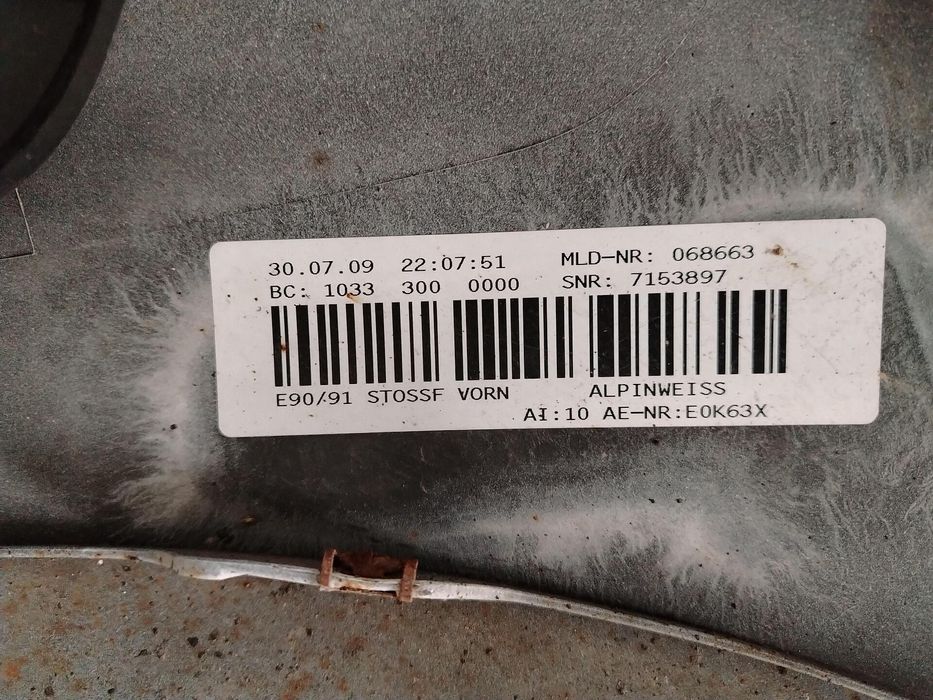 30.07.09 22:07:51 MLD-NR: 068663
BC: 1033 300 0000 SNR: 7153897
E90/91 STOSSF VORN ALPINWEISS
AI:10 AE-NR:E0K63X